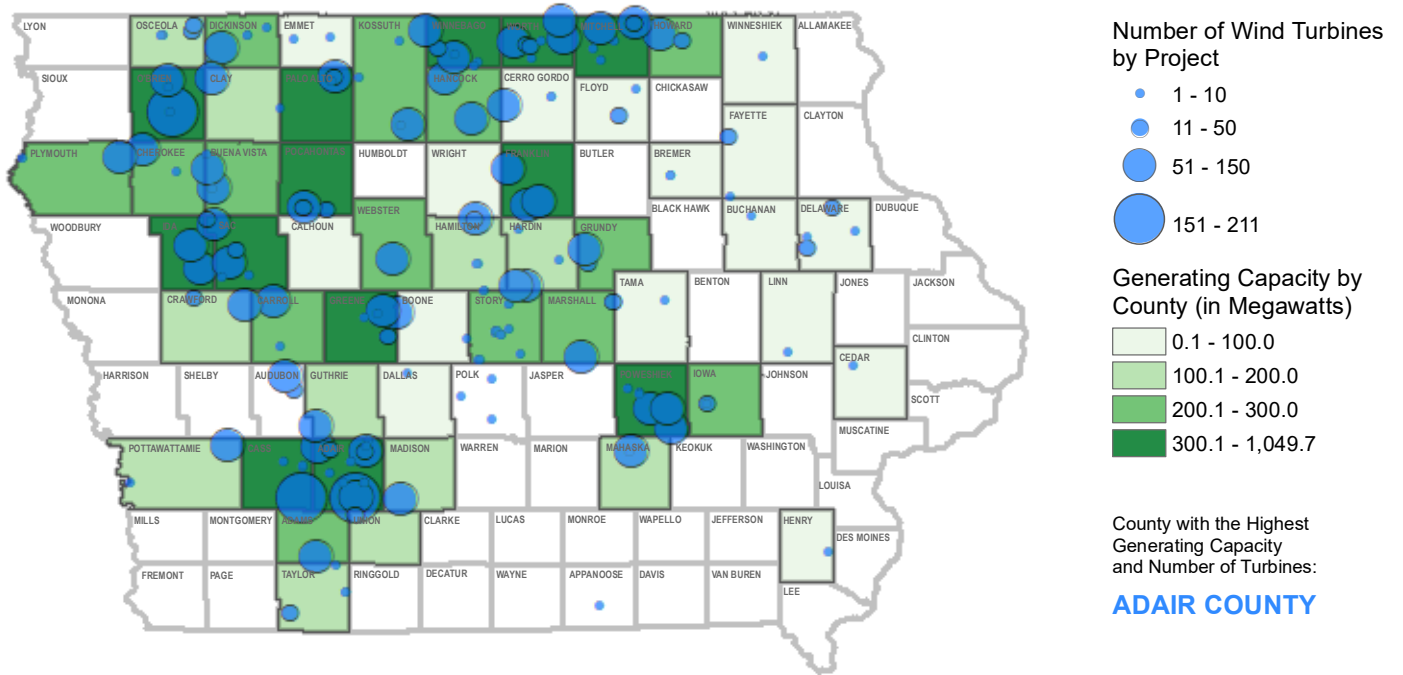 LYON
OSCEOLA
DICKINSON
EMMET
KOSSUTH
HOWARD
WINNESHIEK
ALLAMAKEE
SIOUX
CLAY
HANCOCK
CERRO GORDO
FLOYD
CHICKASAW
FAYETTE
CLAYTON
PLYMOUTH
CHEROKEE
BUENA VISTA
HUMBOLDT
WRIGHT
BUTLER
BREMER
WOODBURY
CALHOUN
WEBSTER
HAMILTON
HARDIN
GRUNDY
BLACK HAWK
BUCHANAN
DELAWARE
DUBUQUE
MONONA
CRAWFORD
CARROLL
BOONE
STORY
MARSHALL
TAMA
BENTON
LINN
JONES
JACKSON
CLINTON
HARRISON
SHELBY
AUDUBON
GUTHRIE
DALLAS
POLK
JASPER
IOWA
JOHNSON
CEDAR
SCOTT
MUSCATINE
POTTAWATTAMIE
MADISON
WARREN
MARION
MAHASKA
KEOKUK
WASHINGTON
LOUISA
MILLS
MONTGOMERY
ADAMS
UNION
CLARKE
LUCAS
MONROE
WAPELLO
JEFFERSON
HENRY
DES MOINES
FREMONT
PAGE
TAYLOR
RINGGOLD
DECATUR
WAYNE
APPANOOSE
DAVIS
VAN BUREN
LEE
Number of Wind Turbines
by Project
1 - 10
11 - 50
51 - 150
151 - 211
Generating Capacity by
County (in Megawatts)
0.1 - 100.0
100.1 - 200.0
200.1 - 300.0
300.1 - 1,049.7
County with the Highest
Generating Capacity
and Number of Turbines:
ADAIR COUNTY